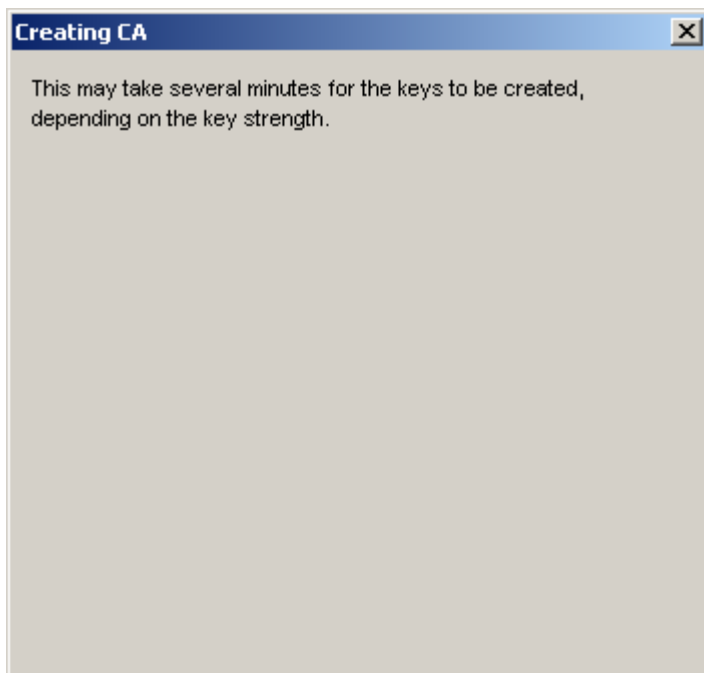 Creating CA
This may take several minutes for the keys to be created,
depending on the key strength.